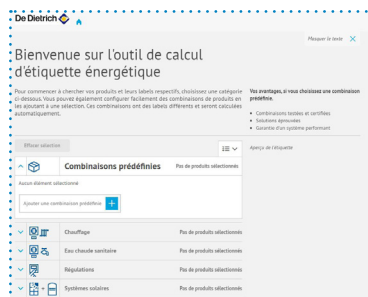 De Dietrich
Masquer le texte
Bienvenue sur l'outil de calcul
d'étiquette énergétique
Pour commencer à chercher vos produits et leurs labels respectifs, choisissez une catégorie
ci-dessous. Vous pouvez également configurer facilement des combinaisons de produits en
les ajoutant à une sélection. Ces combinaisons ont des labels différents et seront calculées
automatiquement.
Vos avantages, si vous choisissez une combinaison
prédéfinie.
Combinaisons testées et certifiées
Solutions éprouvées
Garantie d'un système performant
Effacer sélection
Aperçu de l'étiquette
Combinaisons prédéfinies Pas de produits sélectionnés
Aucun élément sélectionné
Ajouter une combinaison prédéfinie +
Chauffage Pas de produits sélectionnés
Eau chaude sanitaire Pas de produits sélectionnés
Régulations Pas de produits sélectionnés
Systèmes solaires Pas de produits sélectionnés